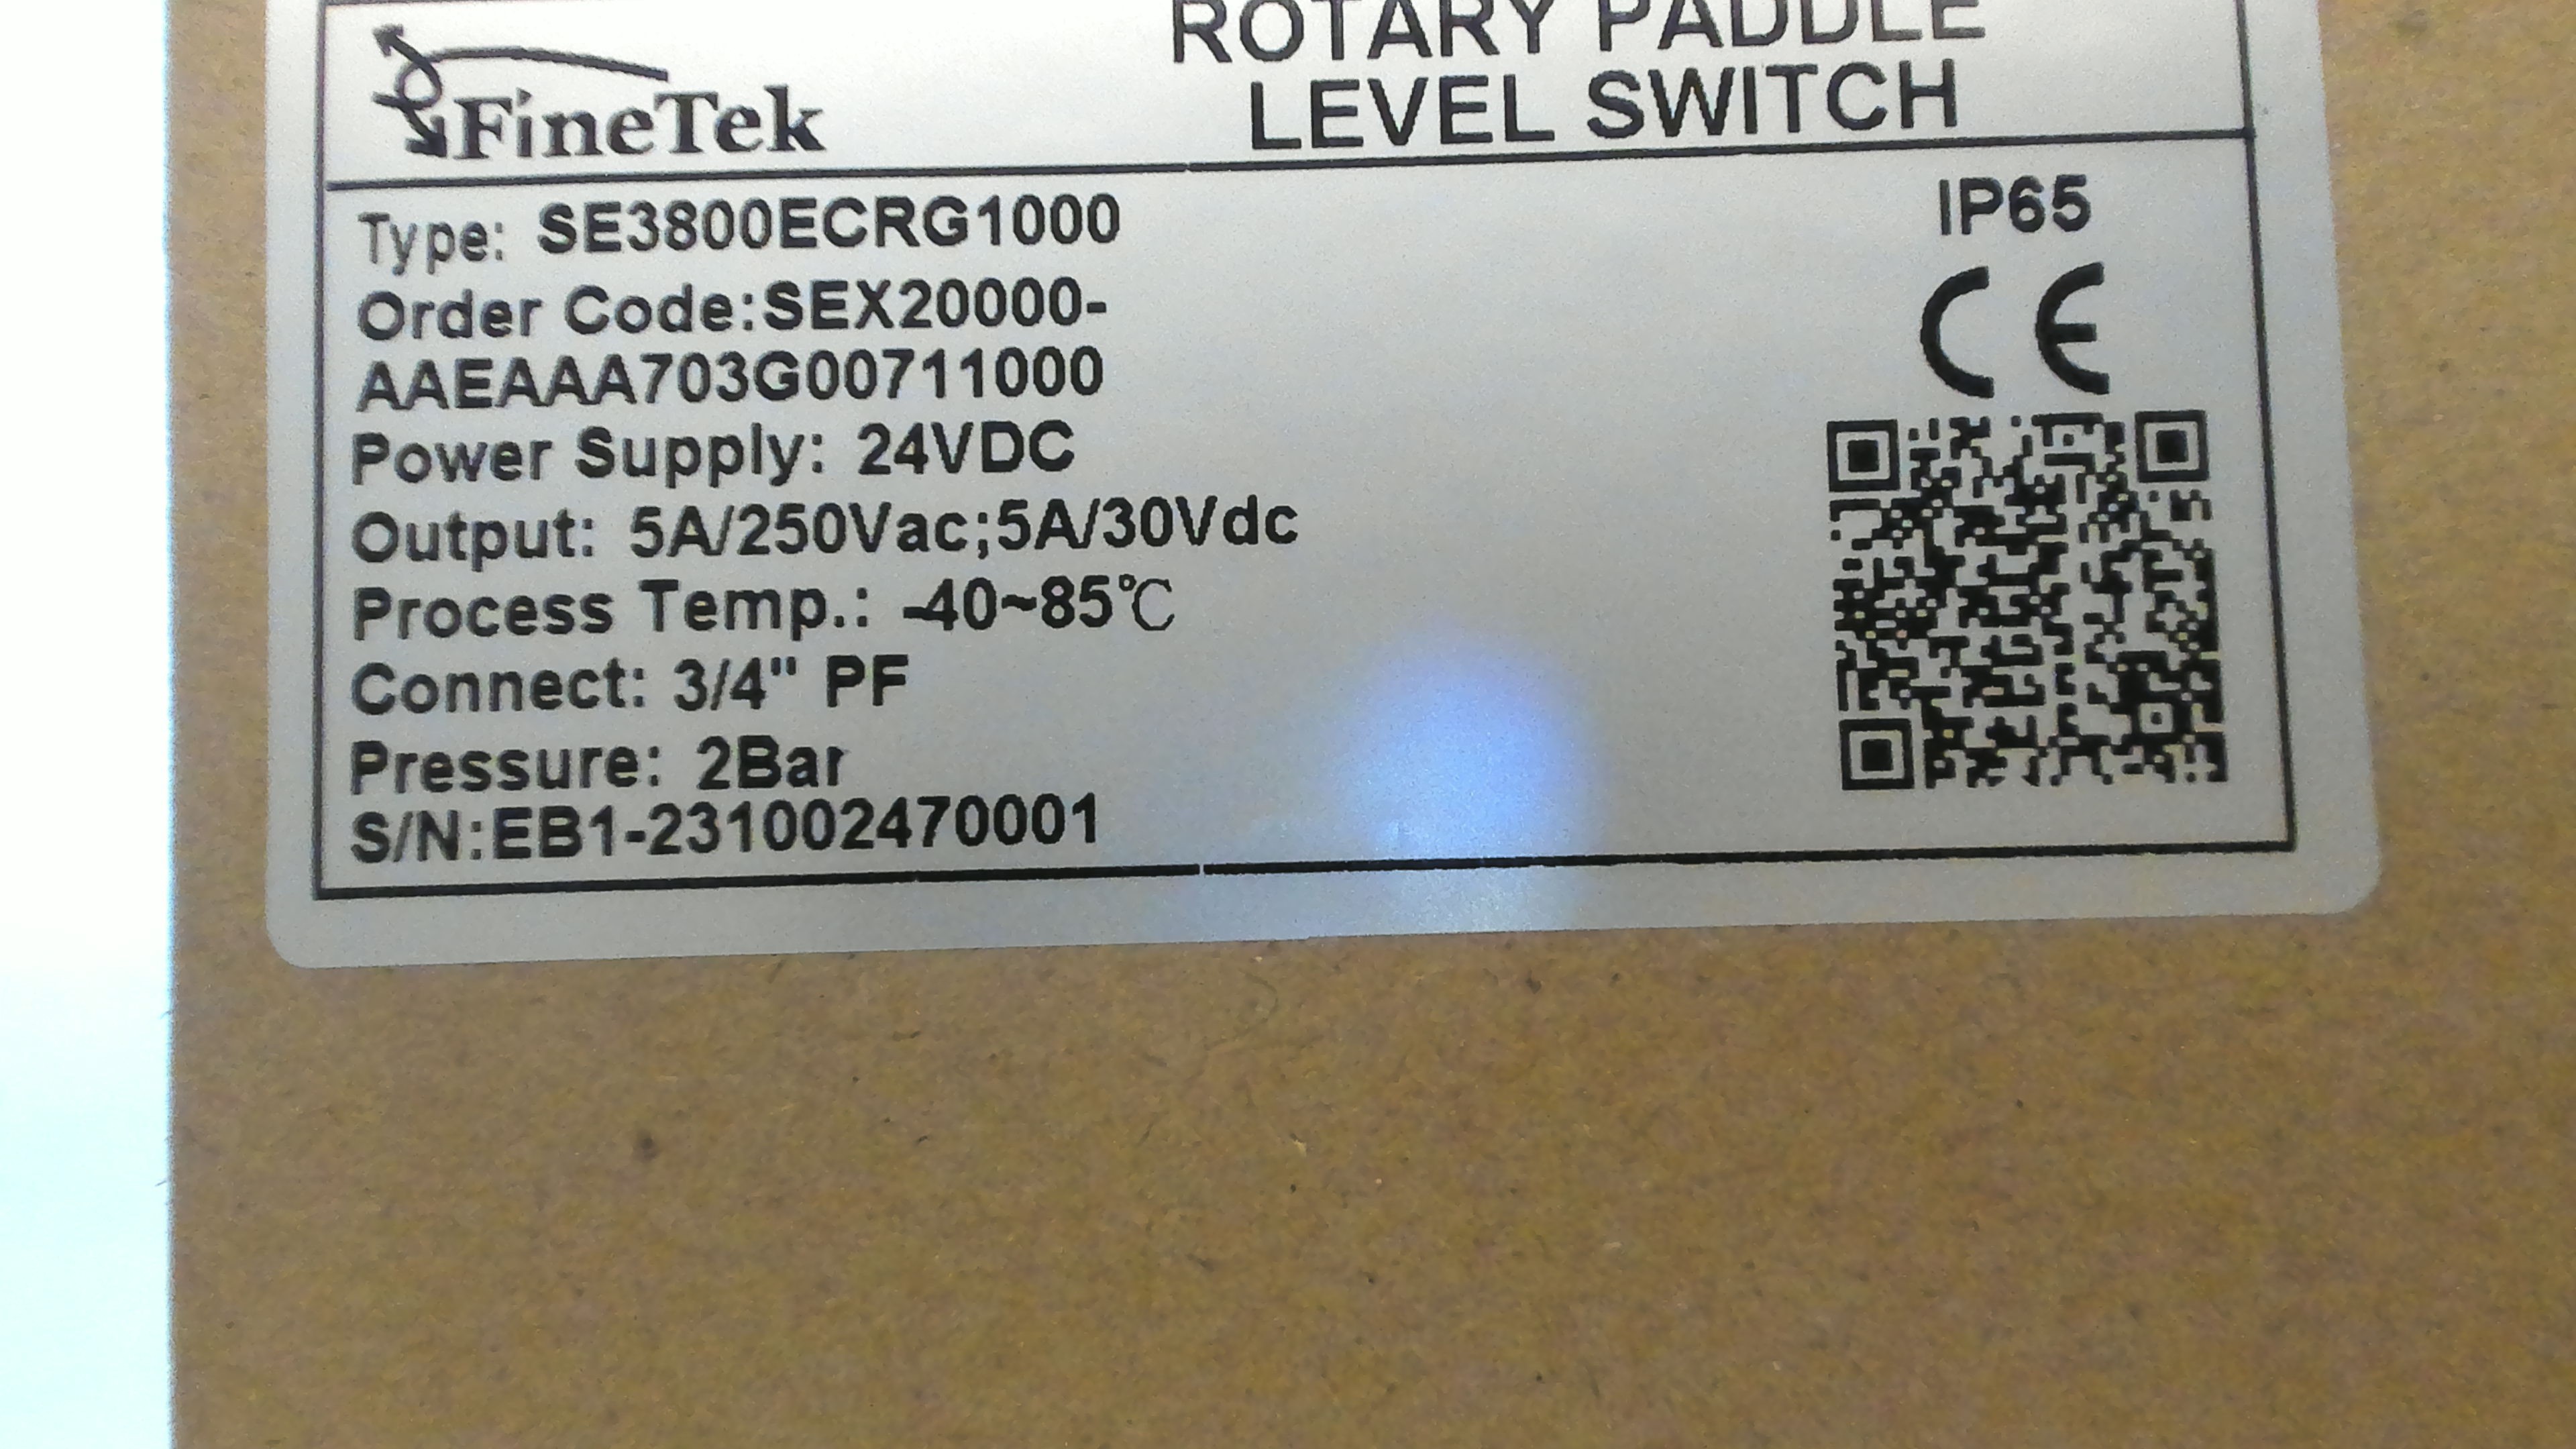 ROTARY PADDLE
LEVEL SWITCH
FineTek
Type: SE3800ECRG1000
IP65
Order Code:SEX20000-
AAEAAA703G00711000
CE
Power Supply: 24VDC
Output: 5A/250Vac;5A/30Vdc
Process Temp.: -40~85℃
Connect: 3/4" PF
Pressure: 2Bar
S/N:EB1-231002470001